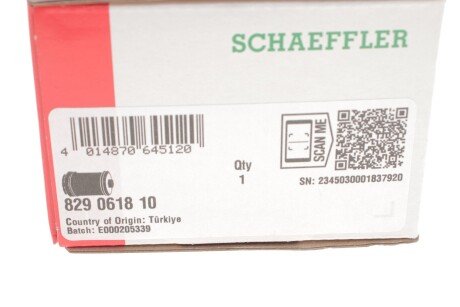 SCHAEFFLER
4 014870 645120
Qty
1
SCAN ME
SN: 2345030001837920
829 0618 10
Country of Origin: Türkiye
Batch: E000205339